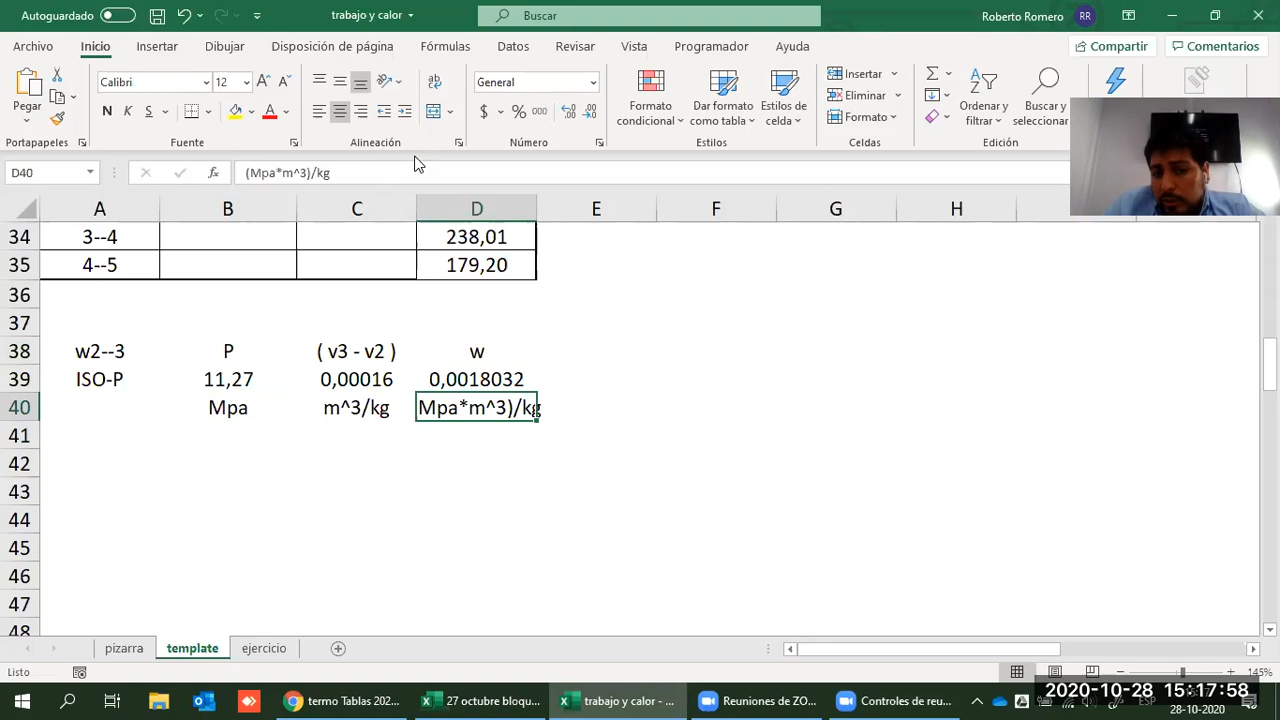 Autoguardado
trabajo y calor
Buscar
Roberto Romero
RR
Archivo
Inicio
Insertar
Dibujar
Disposición de página
Fórmulas
Datos
Revisar
Vista
Programador
Ayuda
Compartir
Comentarios
Pegar
Calibri
12
N K S
General
$ % 000
Formato condicional
Dar formato como tabla
Estilos de celda
Insertar
Eliminar
Formato
Ordenar y filtrar
Buscar y seleccionar
Portapapeles
Fuente
Alineación
Número
Estilos
Celdas
Edición
D40
fx
(Mpa*m^3)/kg
A B C D E F G H
34 3--4 238,01
35 4--5 179,20
36
37
38 w2--3 P ( v3 - v2 ) w
39 ISO-P 11,27 0,00016 0,0018032
40 Mpa m^3/kg Mpa*m^3)/kg
41
42
43
44
45
46
47
48
pizarra
template
ejercicio
Listo
145%
termo Tablas 202...
27 octubre bloqu...
trabajo y calor - ...
Reuniones de ZO...
Controles de reu...
ESP
2020-10-28 15:17:58
28-10-2020